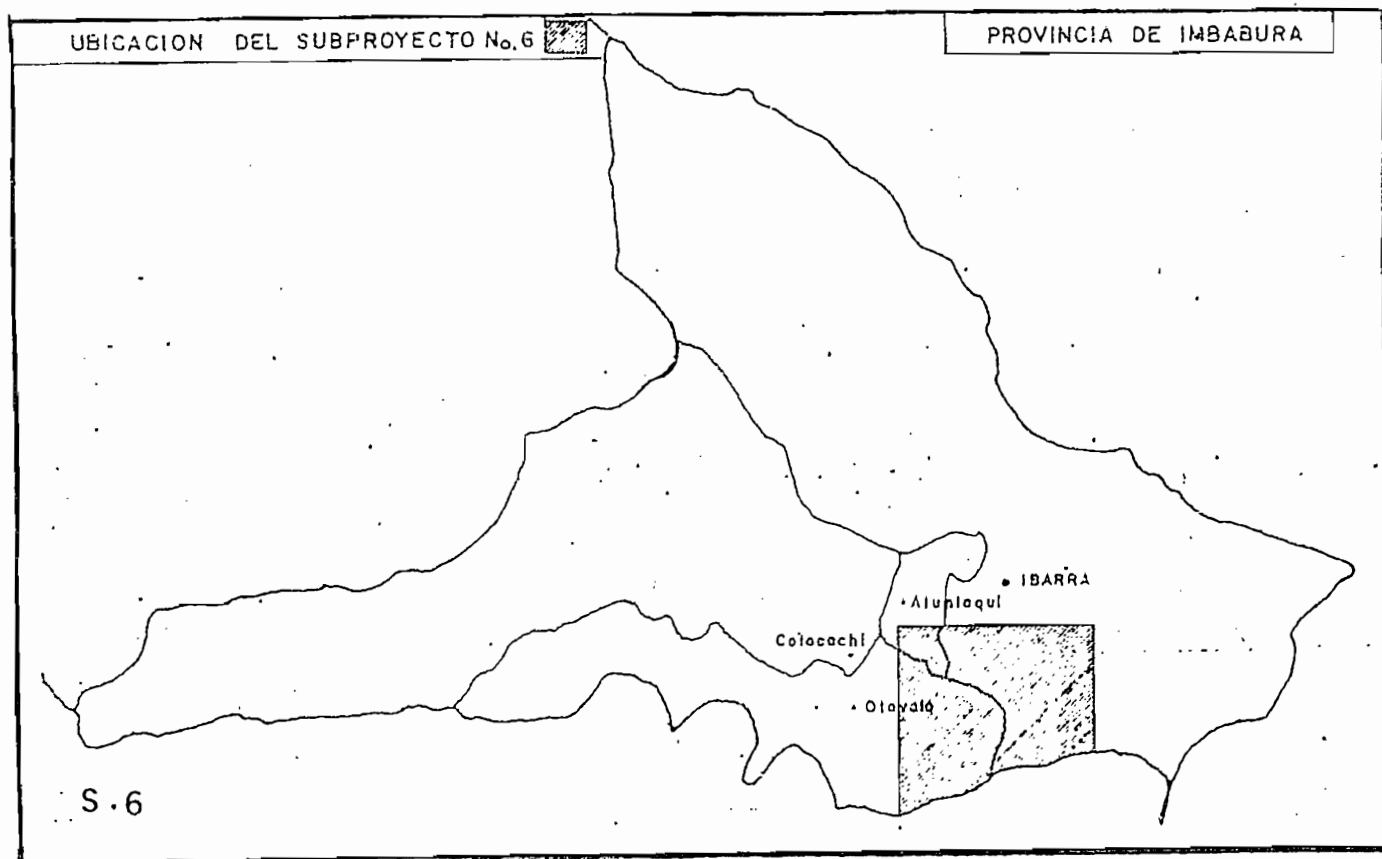 UBICACION DEL SUBPROYECTO No. 6
PROVINCIA DE IMBABURA
IBARRA
Atuntaqui
Cotacachi
Otavalo
S.6